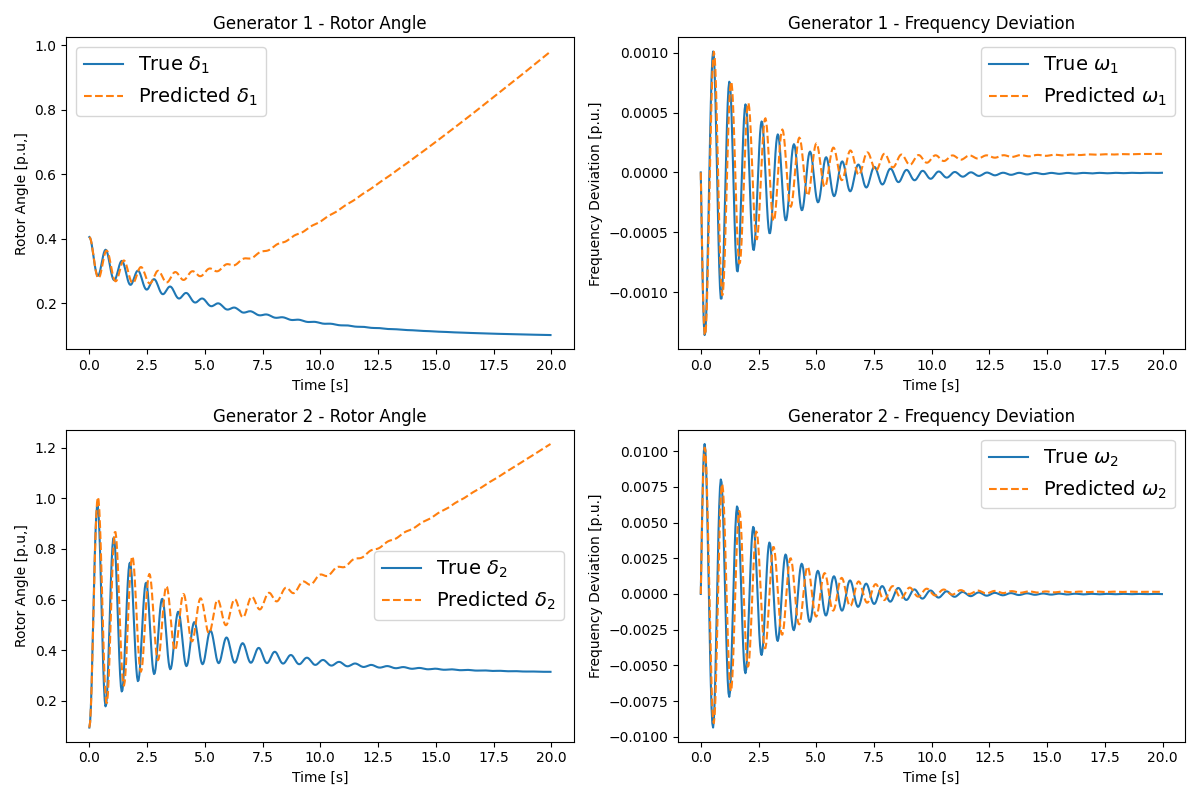 Generator 1 - Rotor Angle
1.0
0.8
0.6
0.4
0.2
Rotor Angle [p.u,]
True δ₁
Predicted δ₁
0.0 2.5 5.0 7.5 10.0 12.5 15.0 17.5 20.0
Time [s]
Generator 1 - Frequency Deviation
0.0010
0.0005
0.0000
−0.0005
−0.0010
Frequency Deviation [p.u.]
True ω₁
Predicted ω₁
0.0 2.5 5.0 7.5 10.0 12.5 15.0 17.5 20.0
Time [s]
Generator 2 - Rotor Angle
1.2
1.0
0.8
0.6
0.4
0.2
Rotor Angle [p.u,]
True δ₂
Predicted δ₂
0.0 2.5 5.0 7.5 10.0 12.5 15.0 17.5 20.0
Time [s]
Generator 2 - Frequency Deviation
0.0100
0.0075
0.0050
0.0025
0.0000
−0.0025
−0.0050
−0.0075
−0.0100
Frequency Deviation [p.u.]
True ω₂
Predicted ω₂
0.0 2.5 5.0 7.5 10.0 12.5 15.0 17.5 20.0
Time [s]